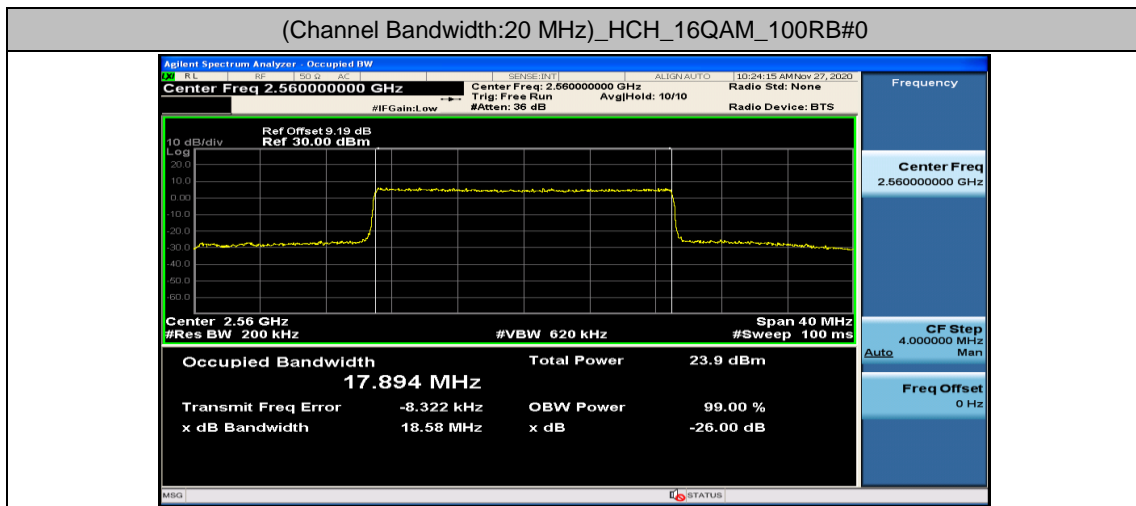 (Channel Bandwidth:20 MHz)_HCH_16QAM_100RB#0
Agilent Spectrum Analyzer - Occupied BW
LXI RL RF 50 Ω AC SENSE:INT ALIGN AUTO 10:24:15 AM Nov 27, 2020
Center Freq 2.560000000 GHz Center Freq: 2.560000000 GHz Radio Std: None
Trig: Free Run Avg|Hold: 10/10
#IFGain:Low #Atten: 36 dB Radio Device: BTS
Ref Offset 9.19 dB
10 dB/div Ref 30.00 dBm
Log
20.0
10.0
0.00
-10.0
-20.0
-30.0
-40.0
-50.0
-60.0
Center 2.56 GHz Span 40 MHz
#Res BW 200 kHz #VBW 620 kHz #Sweep 100 ms
Occupied Bandwidth Total Power 23.9 dBm
17.894 MHz
Transmit Freq Error -8.322 kHz OBW Power 99.00 %
x dB Bandwidth 18.58 MHz x dB -26.00 dB
Frequency
Center Freq
2.560000000 GHz
CF Step
4.000000 MHz
Auto Man
Freq Offset
0 Hz
MSG STATUS